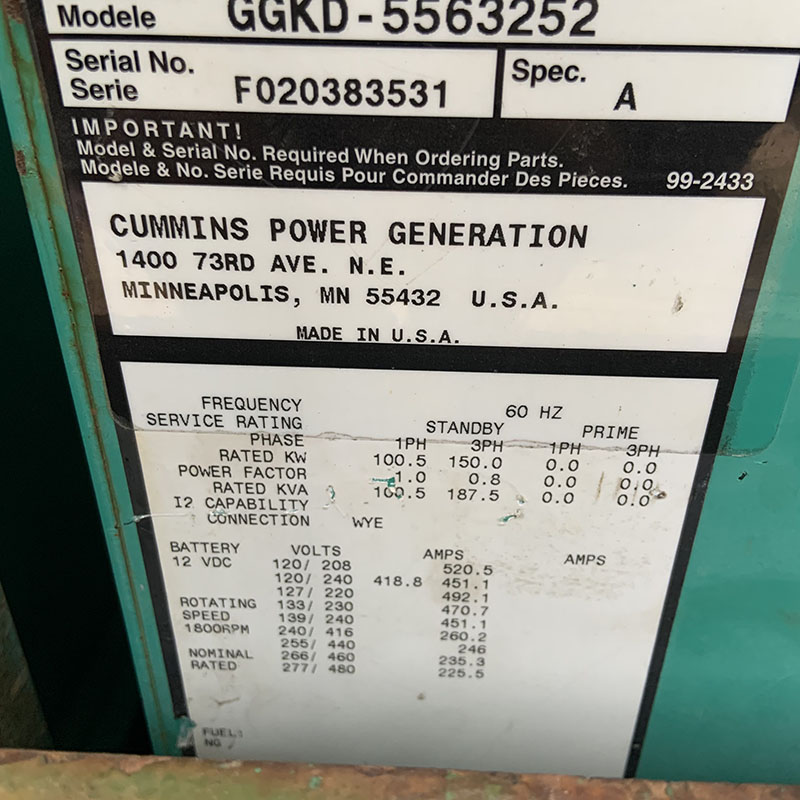 Modele GGKD-5563252
Serial No. Spec.
Serie F020383531 A
IMPORTANT!
Model & Serial No. Required When Ordering Parts.
Modele & No. Serie Requis Pour Commander Des Pieces. 99-2433
CUMMINS POWER GENERATION
1400 73RD AVE. N.E.
MINNEAPOLIS, MN 55432 U.S.A.
MADE IN U.S.A.
FREQUENCY 60 HZ
SERVICE RATING STANDBY PRIME
PHASE 1PH 3PH 1PH 3PH
RATED KW 100.5 150.0 0.0 0.0
POWER FACTOR 1.0 0.8 0.0 0.0
RATED KVA 100.5 187.5 0.0 0.0
I2 CAPABILITY
CONNECTION WYE
BATTERY VOLTS AMPS AMPS
12 VDC 120/ 208 520.5
120/ 240 418.8 451.1
127/ 220 492.1
ROTATING 133/ 230 470.7
SPEED 139/ 240 451.1
1800RPM 240/ 416 260.2
255/ 440 246
NOMINAL 266/ 460 235.3
RATED 277/ 480 225.5
FUEL:
NG